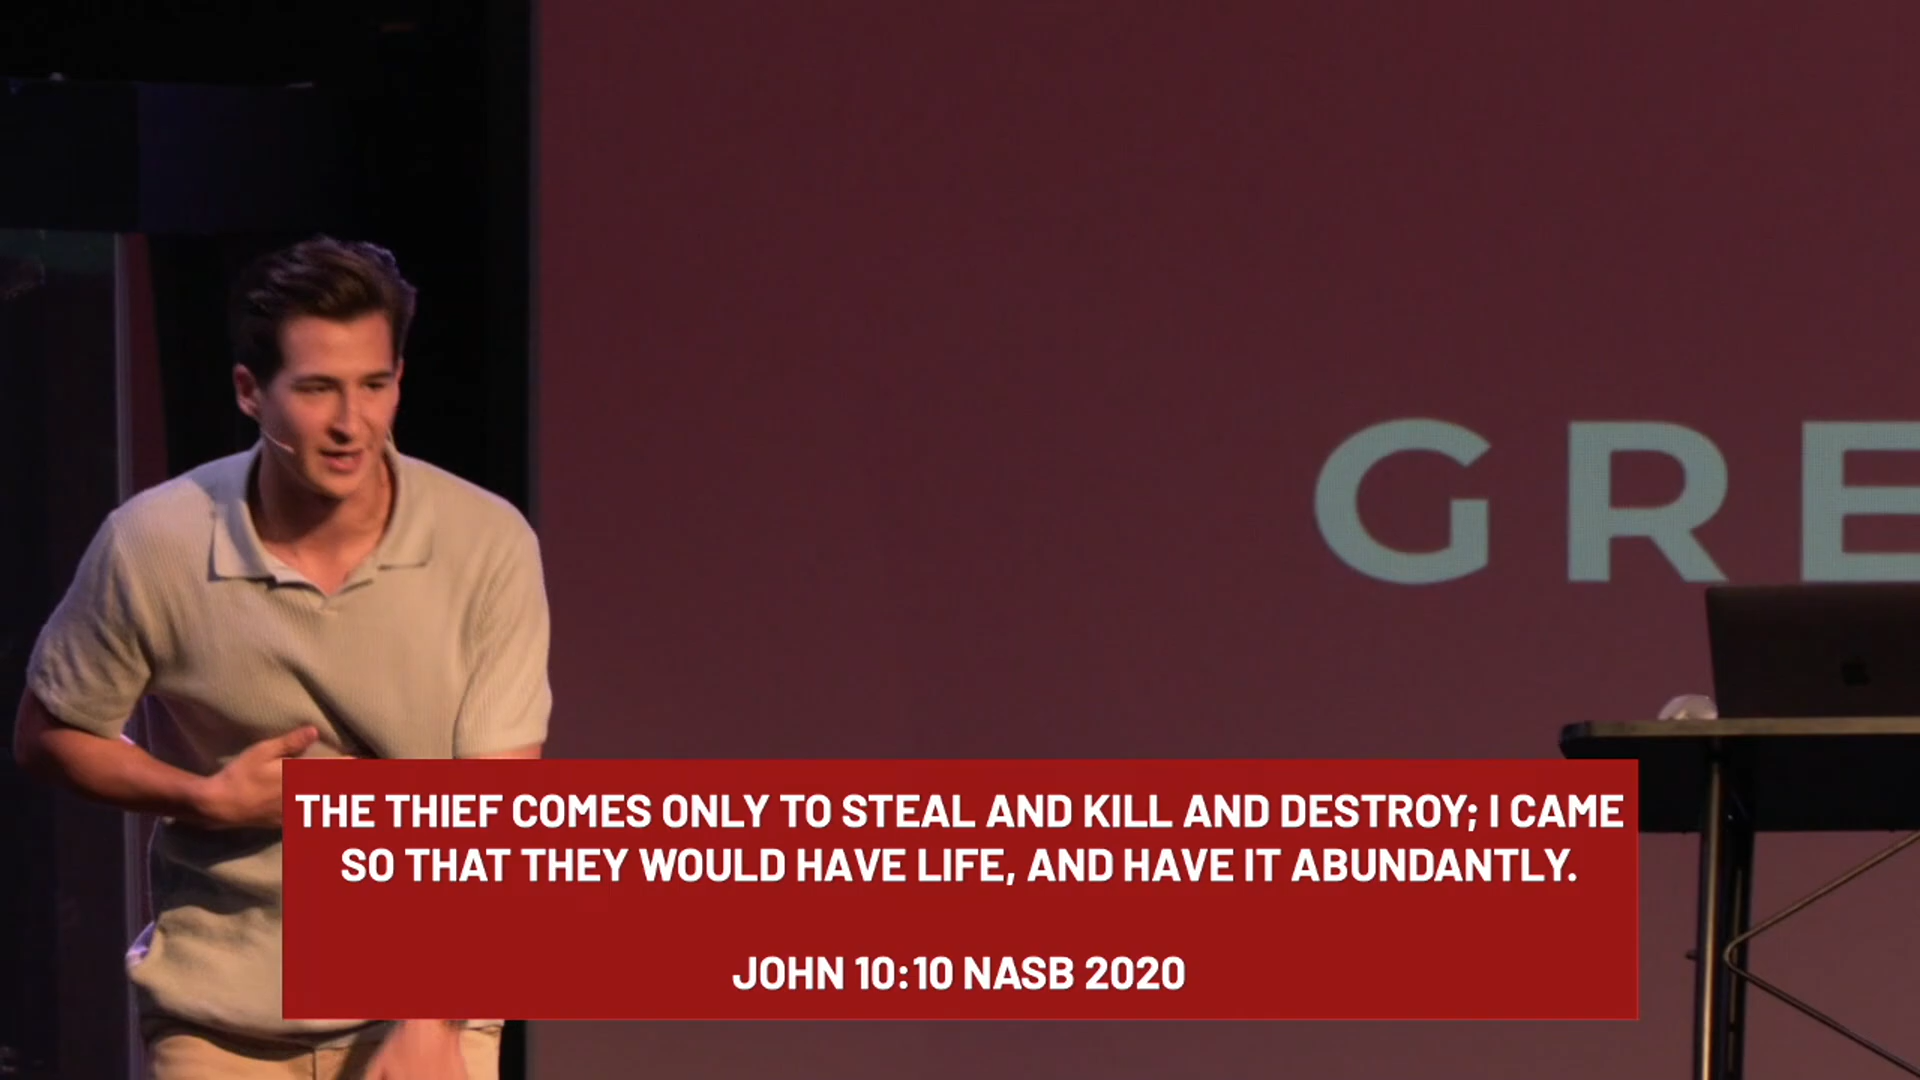 GRE
THE THIEF COMES ONLY TO STEAL AND KILL AND DESTROY; I CAME
SO THAT THEY WOULD HAVE LIFE, AND HAVE IT ABUNDANTLY.
JOHN 10:10 NASB 2020